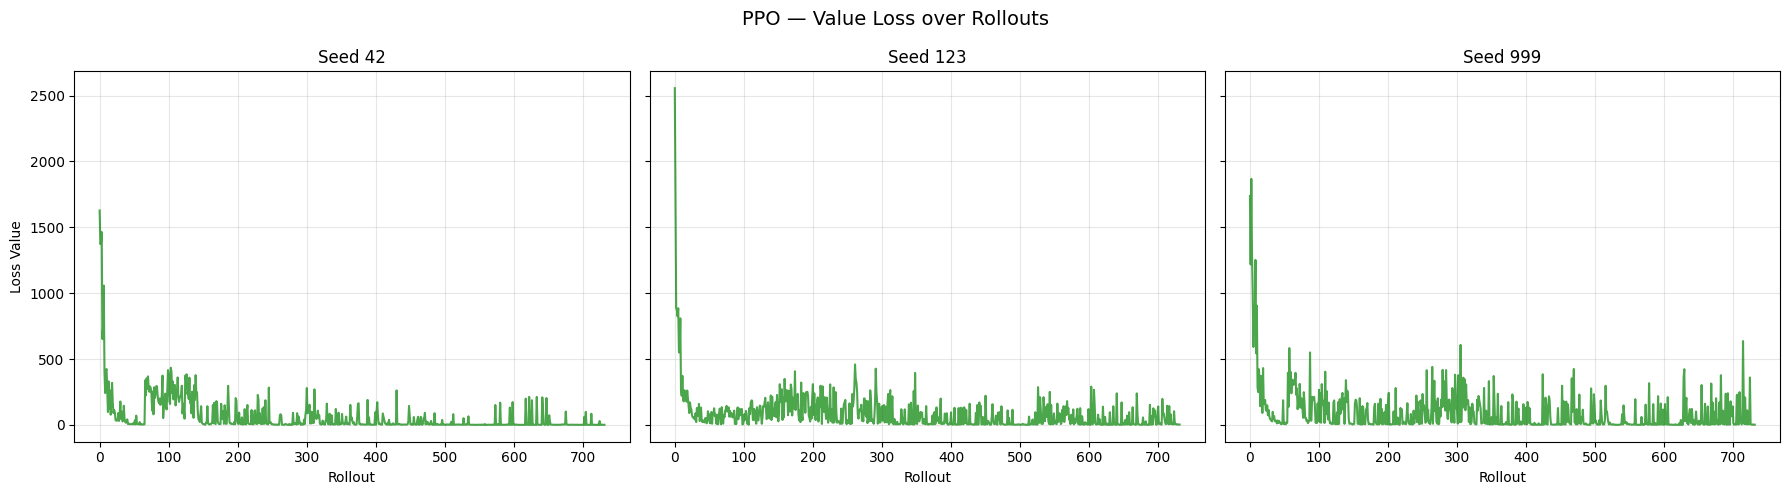 PPO — Value Loss over Rollouts
Seed 42
Seed 123
Seed 999
Loss Value
2500
2000
1500
1000
500
0
0 100 200 300 400 500 600 700
0 100 200 300 400 500 600 700
0 100 200 300 400 500 600 700
Rollout
Rollout
Rollout